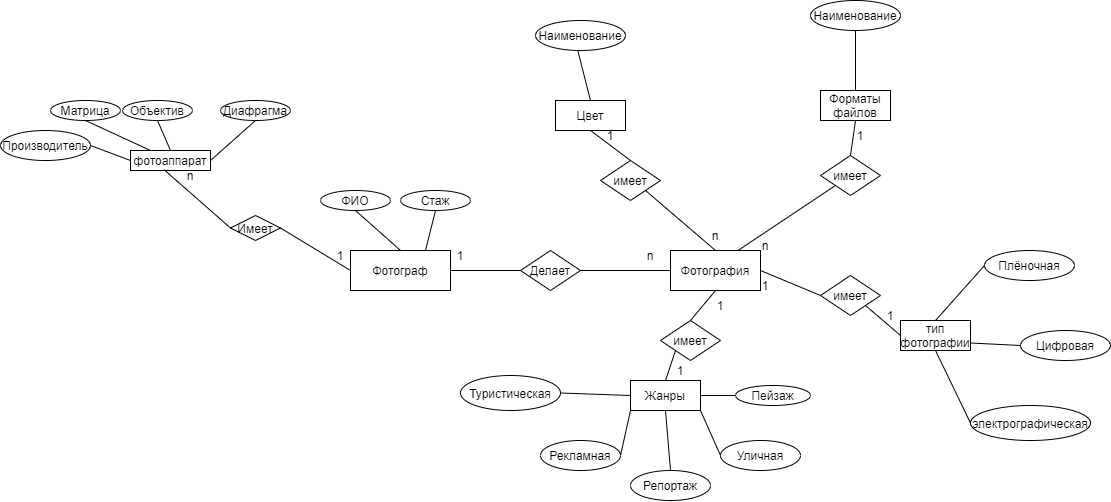 Наименование
Наименование
Матрица
Объектив
Диафрагма
Форматы
файлов
Цвет
1
1
Производитель
фотоаппарат
n
имеет
имеет
ФИО
Стаж
Имеет
n
n
1
Фотограф
1
Делает
n
Фотография
1
Плёночная
имеет
1
1
тип
фотографии
имеет
Цифровая
1
Туристическая
Жанры
Пейзаж
электрографическая
Рекламная
Уличная
Репортаж